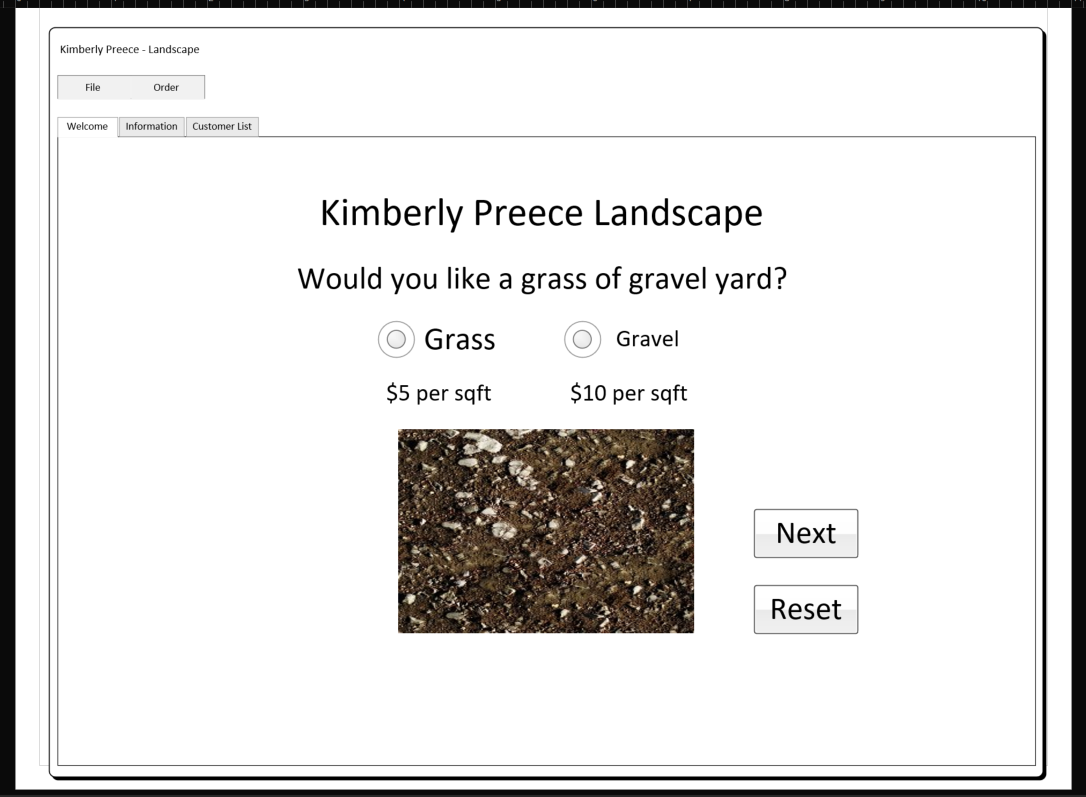 Kimberly Preece - Landscape
File Order
Welcome Information Customer List
Kimberly Preece Landscape
Would you like a grass of gravel yard?
Grass Gravel
$5 per sqft $10 per sqft
Next
Reset